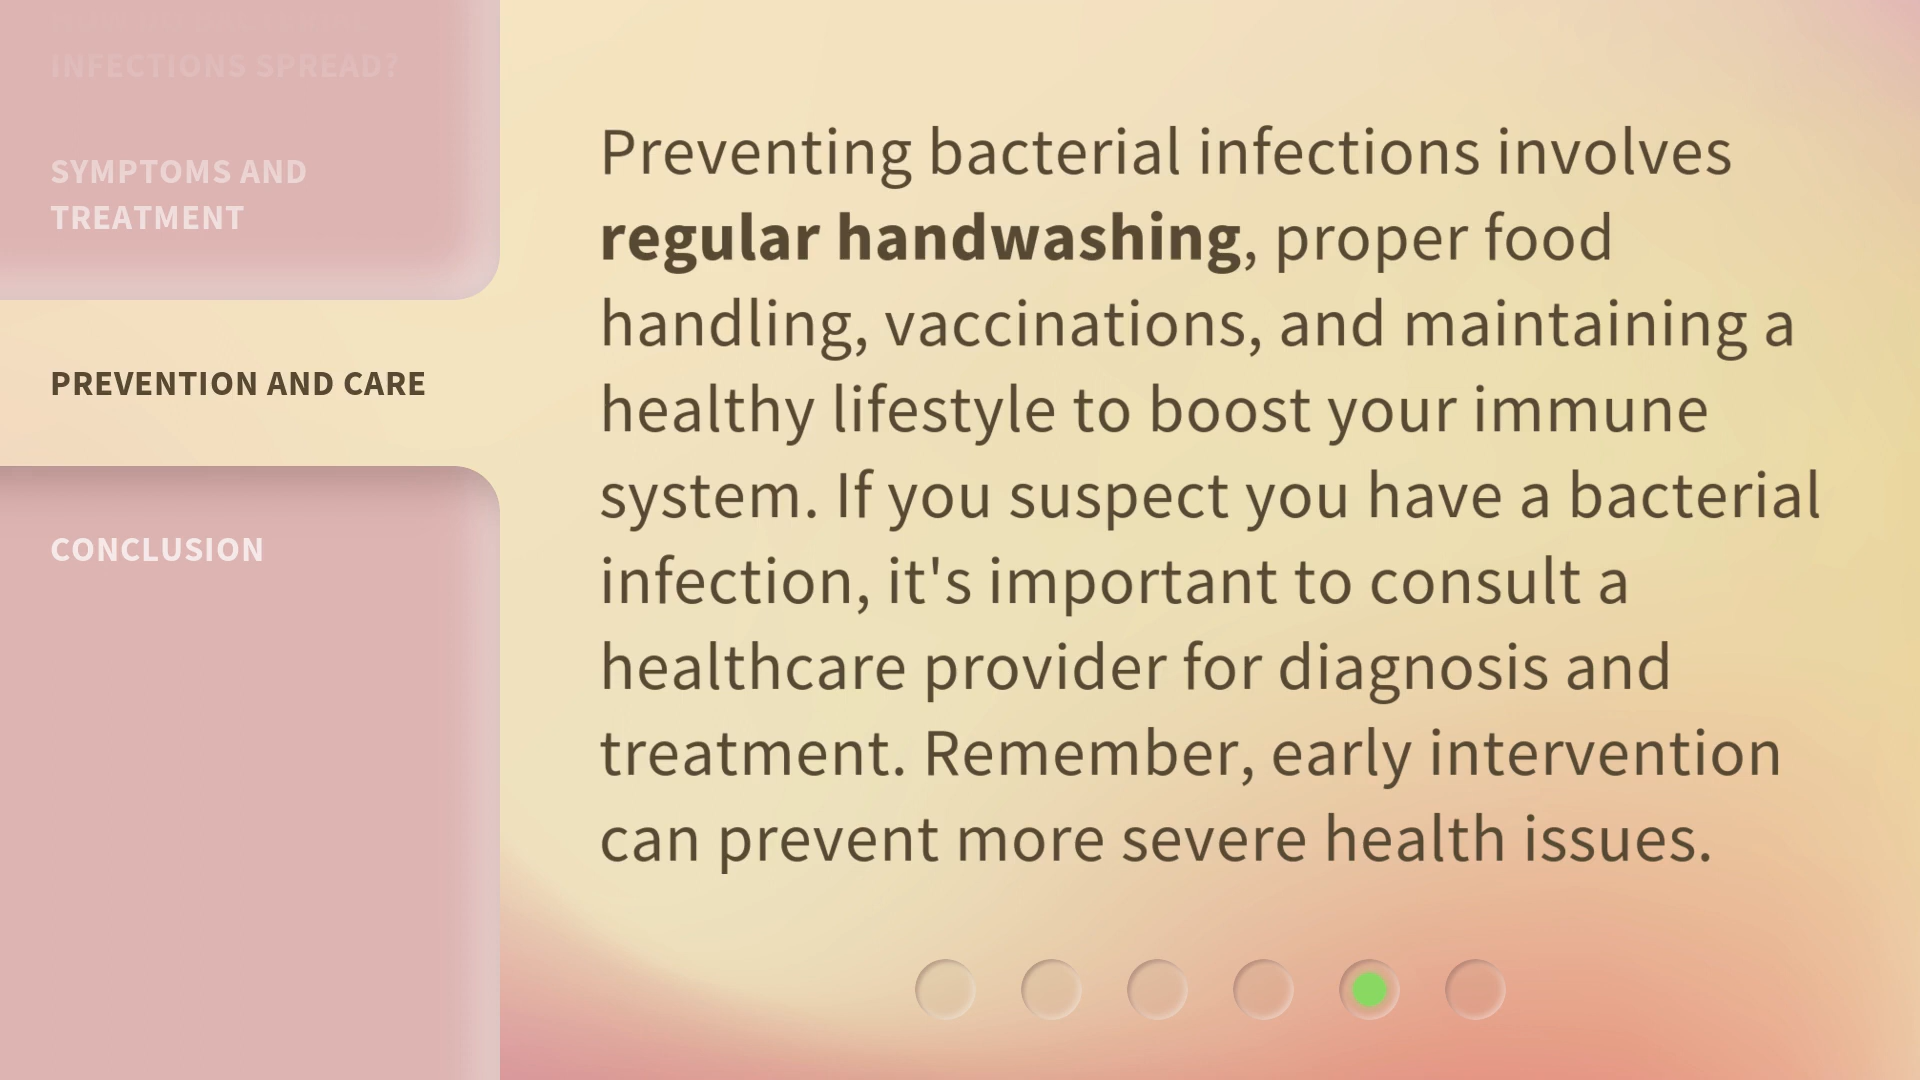 INFECTIONS SPREAD?
SYMPTOMS AND
TREATMENT
PREVENTION AND CARE
CONCLUSION
Preventing bacterial infections involves
regular handwashing, proper food
handling, vaccinations, and maintaining a
healthy lifestyle to boost your immune
system. If you suspect you have a bacterial
infection, it's important to consult a
healthcare provider for diagnosis and
treatment. Remember, early intervention
can prevent more severe health issues.